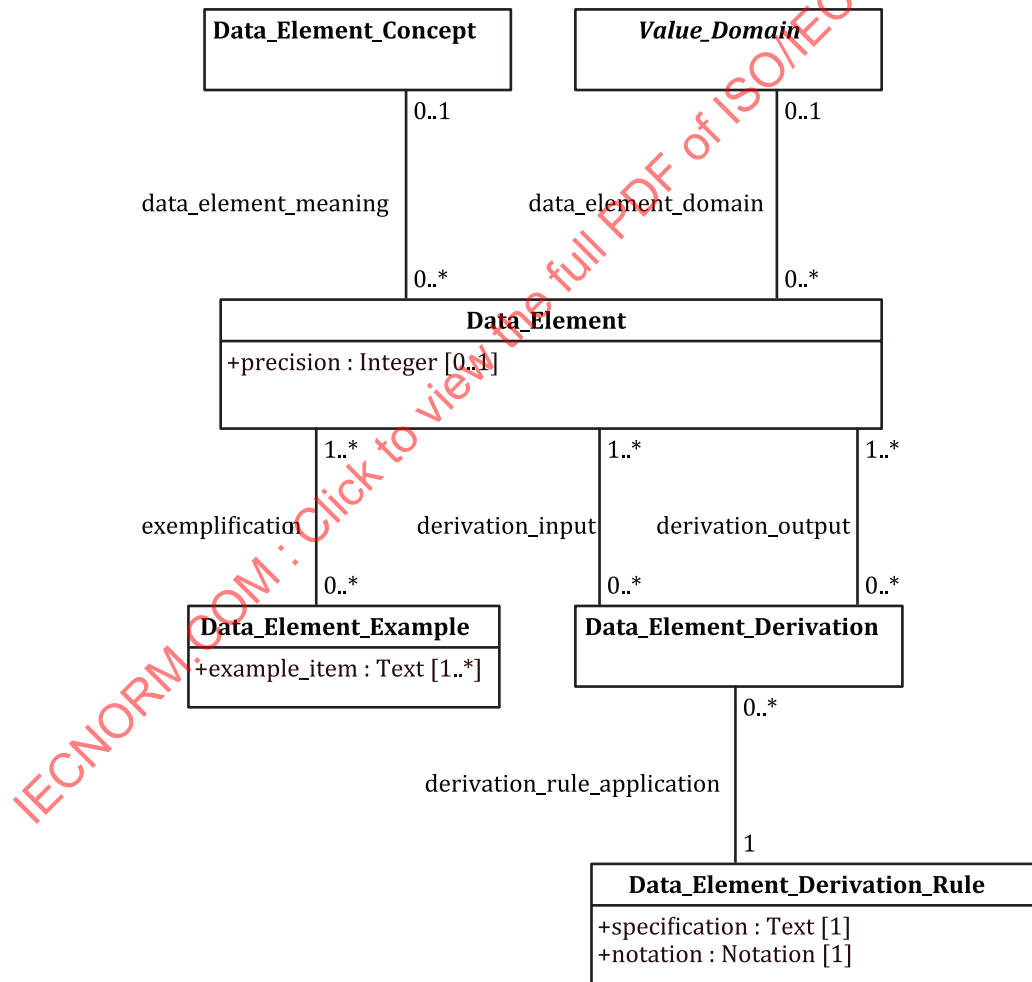 Data_Element_Concept
Value_Domain
0..1
0..1
data_element_meaning
data_element_domain
0..*
0..*
Data_Element
+precision : Integer [0..1]
1..*
1..*
1..*
exemplification
derivation_input
derivation_output
0..*
0..*
0..*
Data_Element_Example
+example_item : Text [1..*]
Data_Element_Derivation
0..*
derivation_rule_application
1
Data_Element_Derivation_Rule
+specification : Text [1]
+notation : Notation [1]
IECNORM.COM : Click to view the full PDF of ISO/IEC